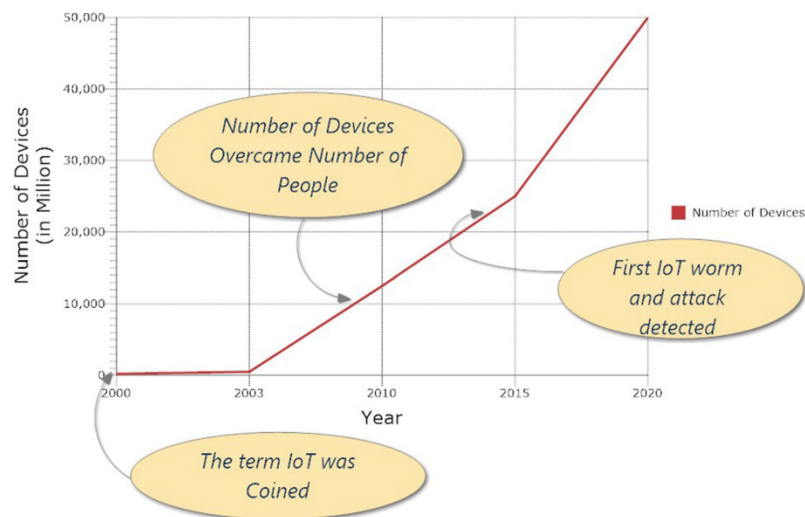 50,000
40,000
30,000
20,000
10,000
0
Number of Devices
(in Million)
Number of Devices
Overcame Number of
People
Number of Devices
First IoT worm
and attack
detected
2000
2003
2010
2015
2020
Year
The term IoT was
Coined